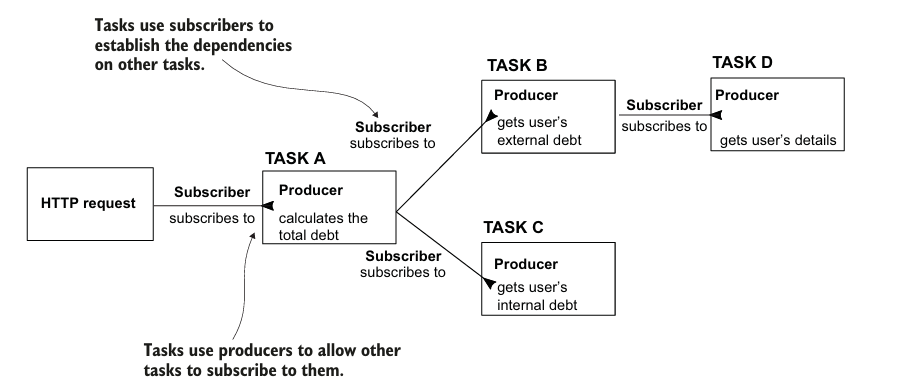 Tasks use subscribers to
establish the dependencies
on other tasks.
TASK B
TASK D
Producer
gets user's
external debt
Subscriber
subscribes to
Producer
gets user's details
Subscriber
subscribes to
TASK A
HTTP request
Subscriber
subscribes to
Producer
calculates the
total debt
TASK C
Subscriber
subscribes to
Producer
gets user's
internal debt
Tasks use producers to allow other
tasks to subscribe to them.